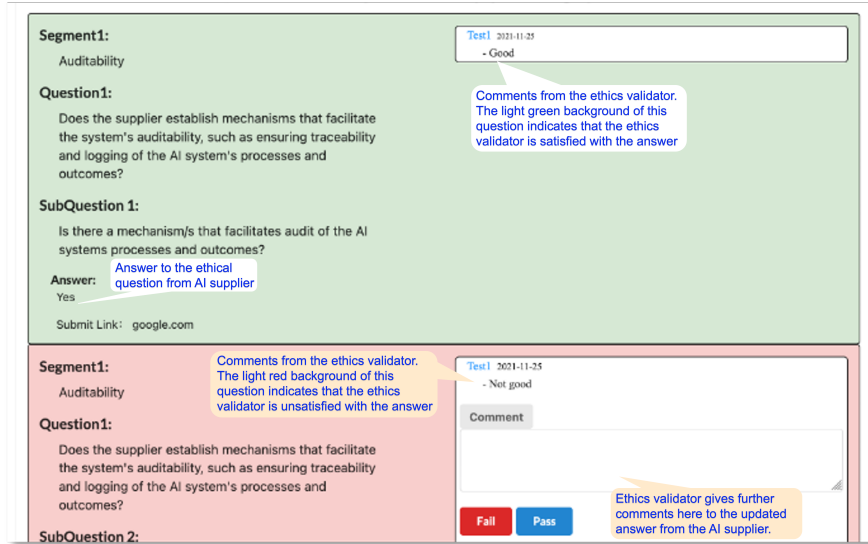 Segment1:
Auditability
Question1:
Does the supplier establish mechanisms that facilitate
the system's auditability, such as ensuring traceability
and logging of the AI system's processes and
outcomes?
SubQuestion 1:
Is there a mechanism/s that facilitates audit of the AI
systems processes and outcomes?
Answer:
Yes
Answer to the ethical
question from AI supplier
Submit Link: google.com
Test1 2021-11-25
- Good
Comments from the ethics validator.
The light green background of this
question indicates that the ethics
validator is satisfied with the answer
Segment1:
Auditability
Comments from the ethics validator.
The light red background of this
question indicates that the ethics
validator is unsatisfied with the answer
Question1:
Does the supplier establish mechanisms that facilitate
the system's auditability, such as ensuring traceability
and logging of the AI system's processes and
outcomes?
SubQuestion 2:
Test1 2021-11-25
- Not good
Comment
Fail Pass
Ethics validator gives further
comments here to the updated
answer from the AI supplier.